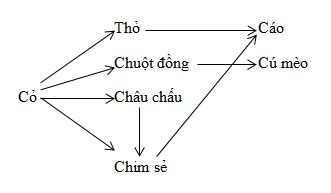 Thỏ Cáo
Chuột đồng Cú mèo
Cỏ Châu chấu
Chim sẻ